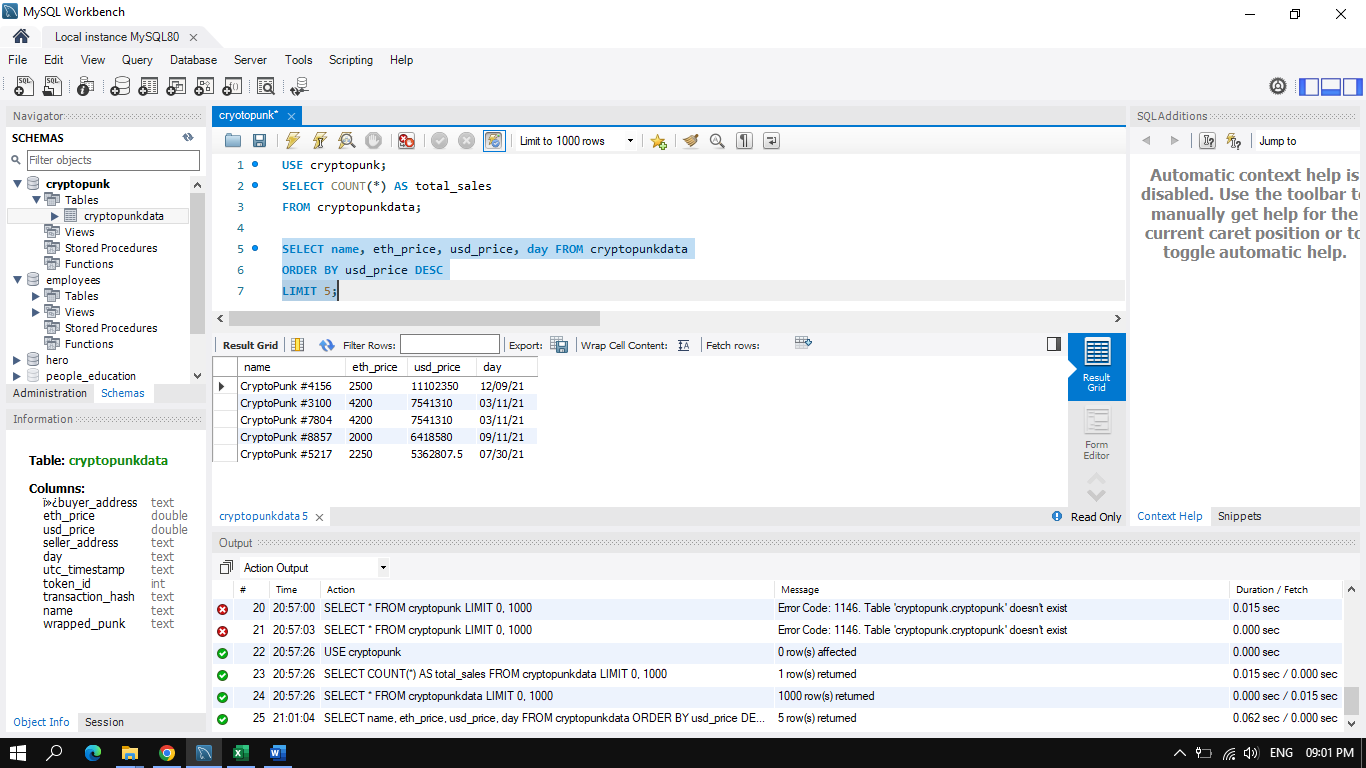 MySQL Workbench
Local instance MySQL80
File Edit View Query Database Server Tools Scripting Help
Navigator
SCHEMAS
Filter objects
cryptopunk
Tables
cryptopunkdata
Views
Stored Procedures
Functions
employees
Tables
Views
Stored Procedures
Functions
hero
people_education
Administration Schemas
Information
Table: cryptopunkdata
Columns:
ï»¿buyer_address text
eth_price double
usd_price double
seller_address text
day text
utc_timestamp text
token_id int
transaction_hash text
name text
wrapped_punk text
Object Info Session
cryotopunk*
Limit to 1000 rows
1 USE cryptopunk;
2 SELECT COUNT(*) AS total_sales
3 FROM cryptopunkdata;
4
5 SELECT name, eth_price, usd_price, day FROM cryptopunkdata
6 ORDER BY usd_price DESC
7 LIMIT 5;
Result Grid Filter Rows: Export: Wrap Cell Content: Fetch rows:
name eth_price usd_price day
CryptoPunk #4156 2500 11102350 12/09/21
CryptoPunk #3100 4200 7541310 03/11/21
CryptoPunk #7804 4200 7541310 03/11/21
CryptoPunk #8857 2000 6418580 09/11/21
CryptoPunk #5217 2250 5362807.5 07/30/21
Result
Grid
Form
Editor
cryptopunkdata 5
Read Only
SQLAdditions
Jump to
Automatic context help is
disabled. Use the toolbar to
manually get help for the
current caret position or to
toggle automatic help.
Context Help Snippets
Output
Action Output
# Time Action Message Duration / Fetch
20 20:57:00 SELECT * FROM cryptopunk LIMIT 0, 1000 Error Code: 1146. Table 'cryptopunk.cryptopunk' doesn't exist 0.015 sec
21 20:57:03 SELECT * FROM cryptopunk LIMIT 0, 1000 Error Code: 1146. Table 'cryptopunk.cryptopunk' doesn't exist 0.000 sec
22 20:57:26 USE cryptopunk 0 row(s) affected 0.000 sec
23 20:57:26 SELECT COUNT(*) AS total_sales FROM cryptopunkdata LIMIT 0, 1000 1 row(s) returned 0.015 sec / 0.000 sec
24 20:57:26 SELECT * FROM cryptopunkdata LIMIT 0, 1000 1000 row(s) returned 0.000 sec / 0.015 sec
25 21:01:04 SELECT name, eth_price, usd_price, day FROM cryptopunkdata ORDER BY usd_price DE... 5 row(s) returned 0.062 sec / 0.000 sec
ENG 09:01 PM